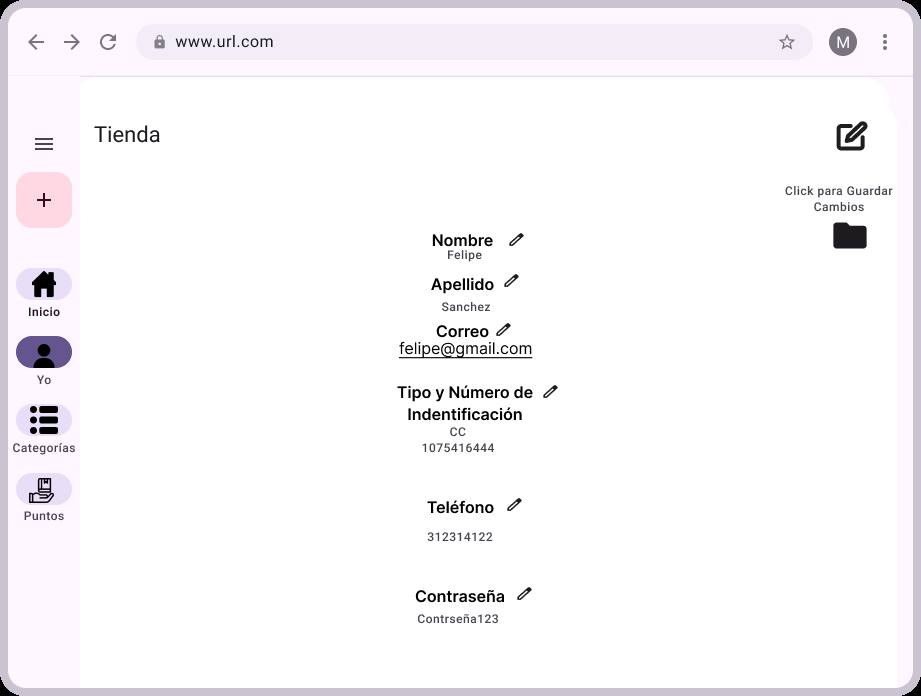 www.url.com
M
Tienda
Click para Guardar
Cambios
Nombre
Felipe
Apellido
Sanchez
Correo
felipe@gmail.com
Tipo y Número de
Indentificación
CC
1075416444
Teléfono
312314122
Contraseña
Contrseña123
Inicio
Yo
Categorías
Puntos